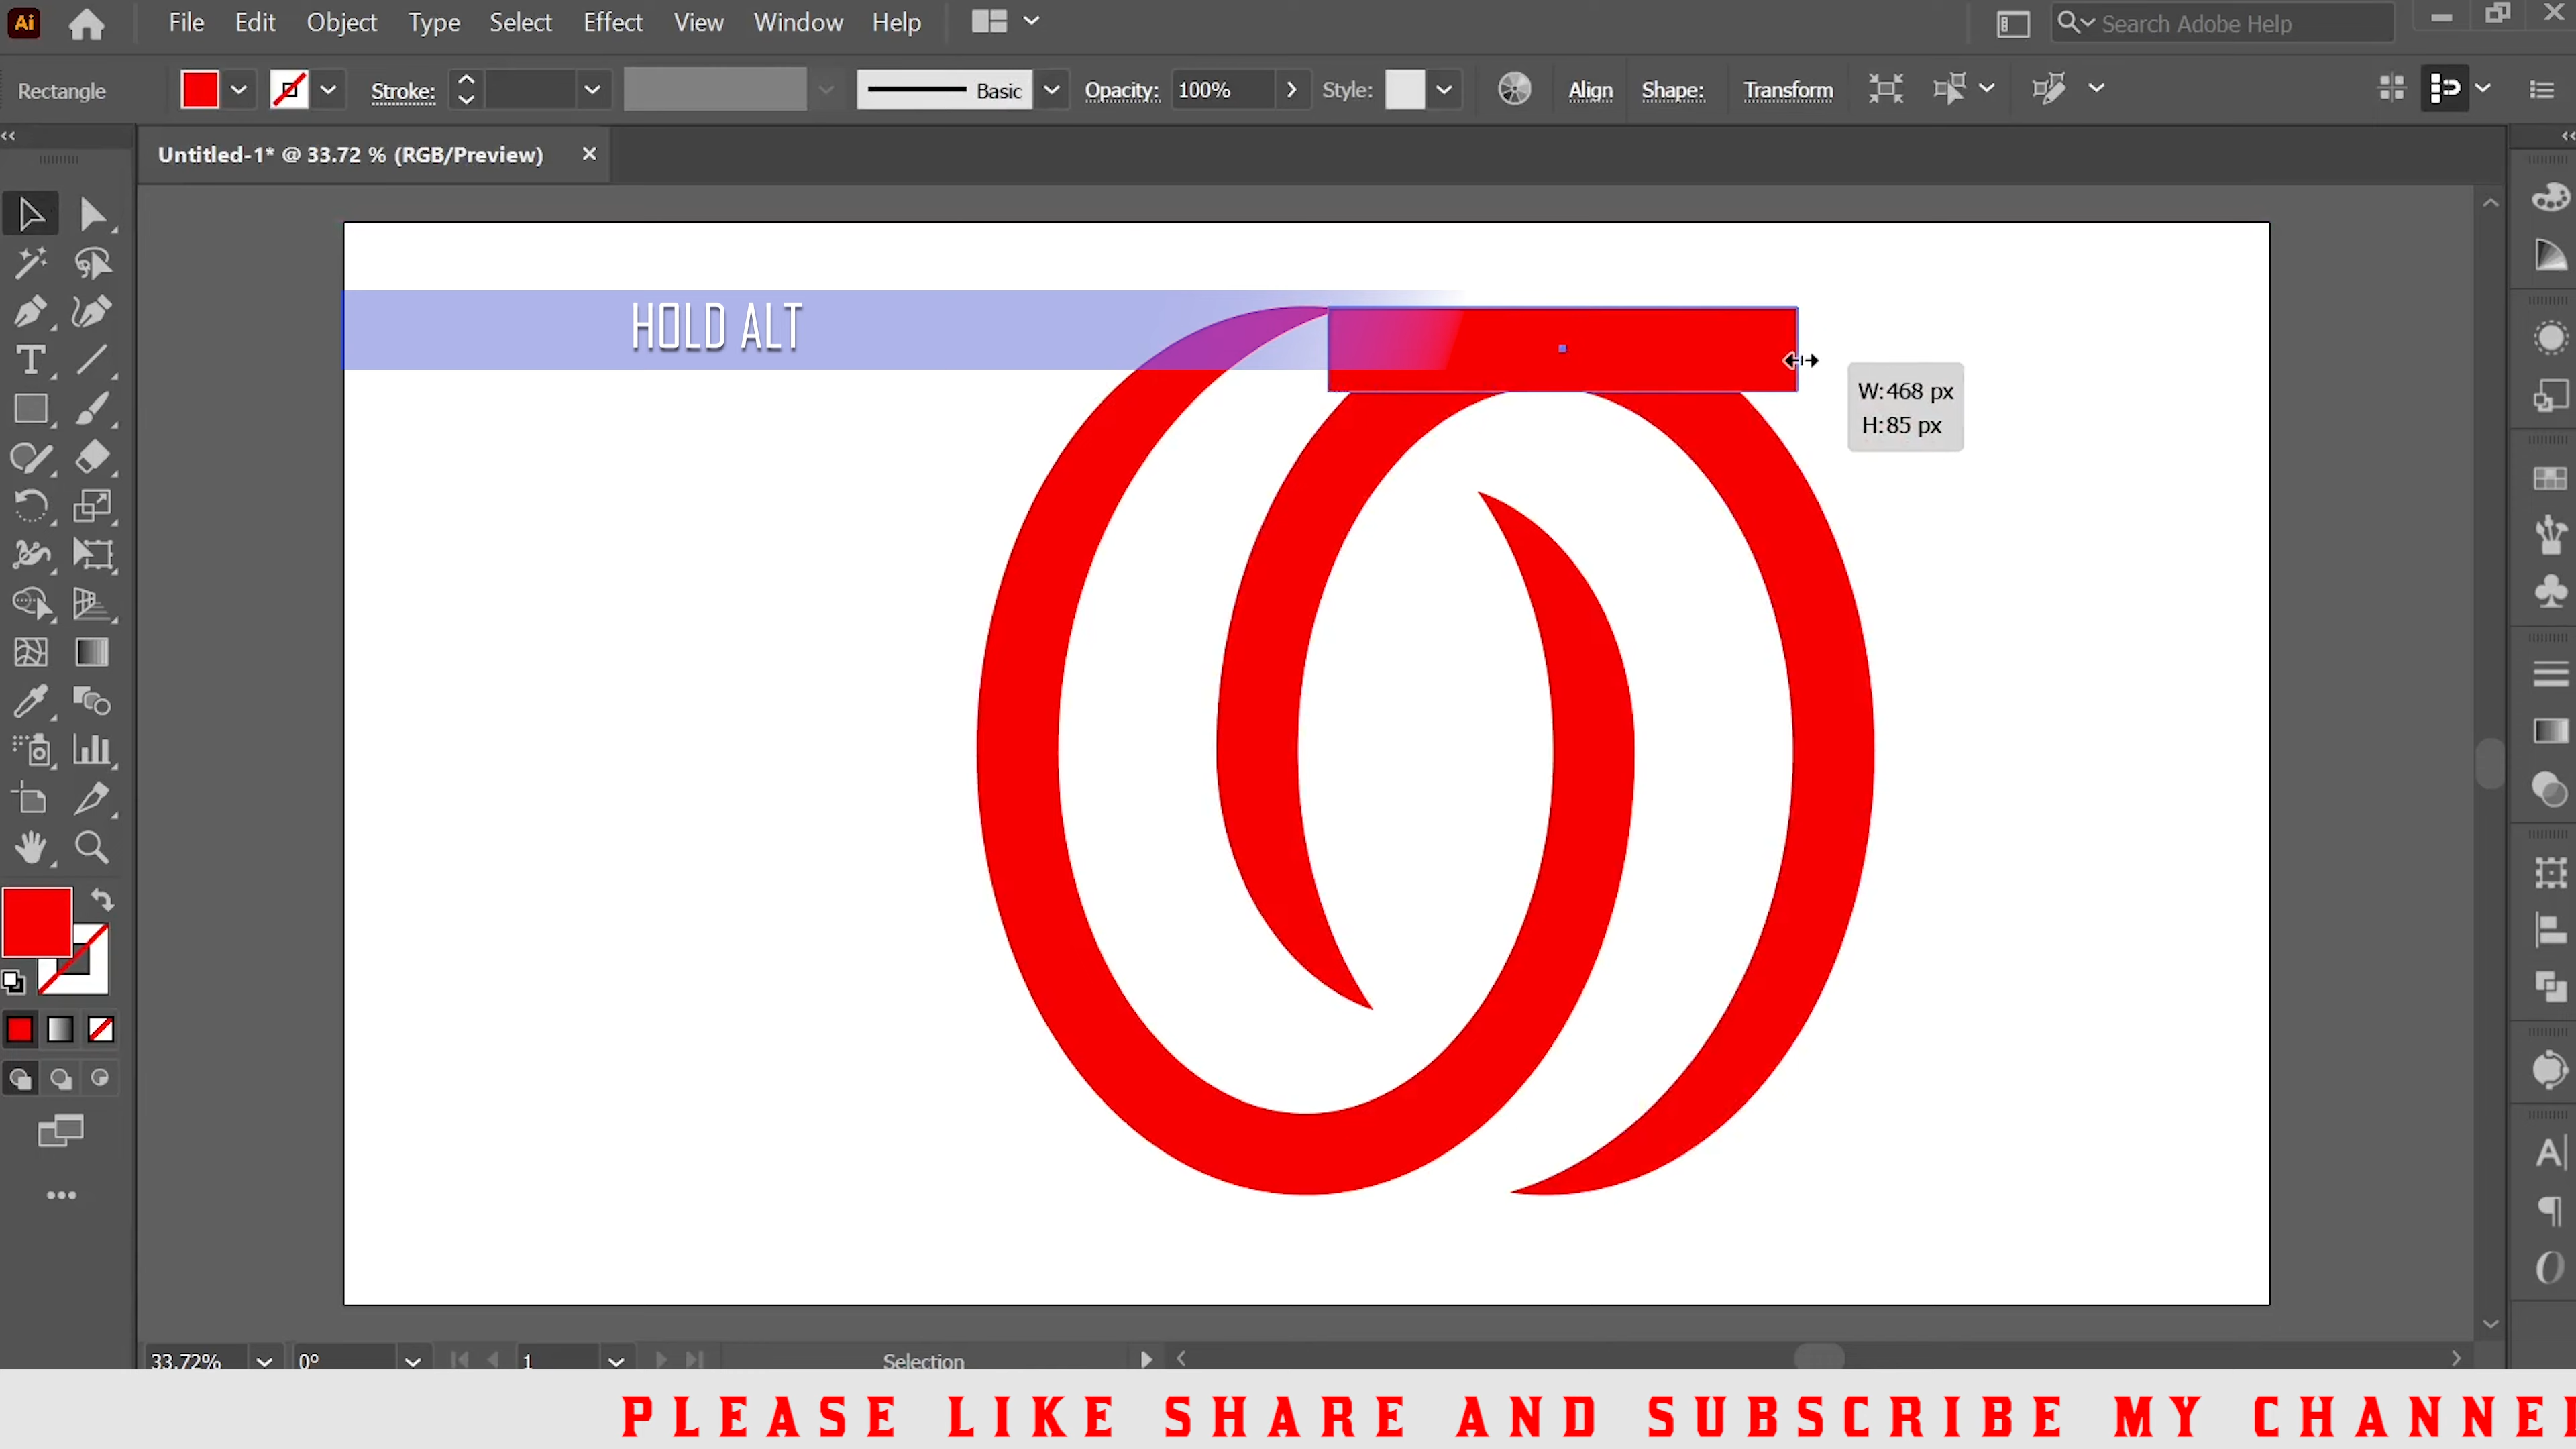 Ai File Edit Object Type Select Effect View Window Help Search Adobe Help
Rectangle Stroke: Basic Opacity: 100% Style: Align Shape: Transform
Untitled-1* @ 33.72 % (RGB/Preview)
HOLD ALT
W:468 px
H:85 px
33.72% 0° 1 Selection
PLEASE LIKE SHARE AND SUBSCRIBE MY CHANNE